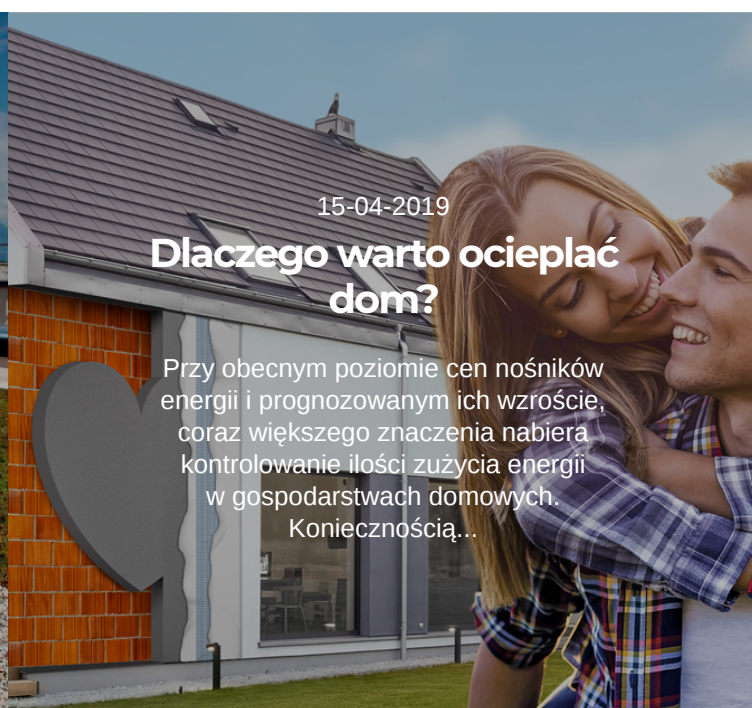 15-04-2019
Dlaczego warto ocieplać
dom?
Przy obecnym poziomie cen nośników
energii i prognozowanym ich wzroście,
coraz większego znaczenia nabiera
kontrolowanie ilości zużycia energii
w gospodarstwach domowych.
Koniecznością...